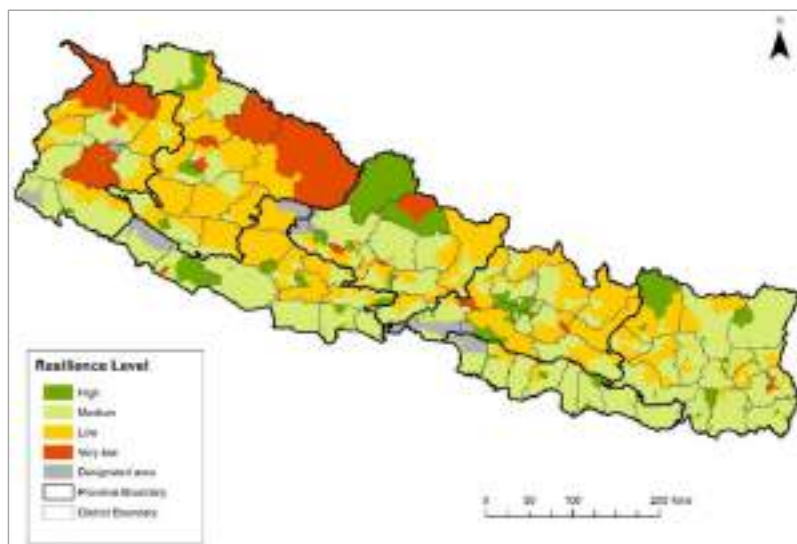 N
Resilience Level
High
Medium
Low
Very low
Designated area
Provincial Boundary
District Boundary
0 50 100 200